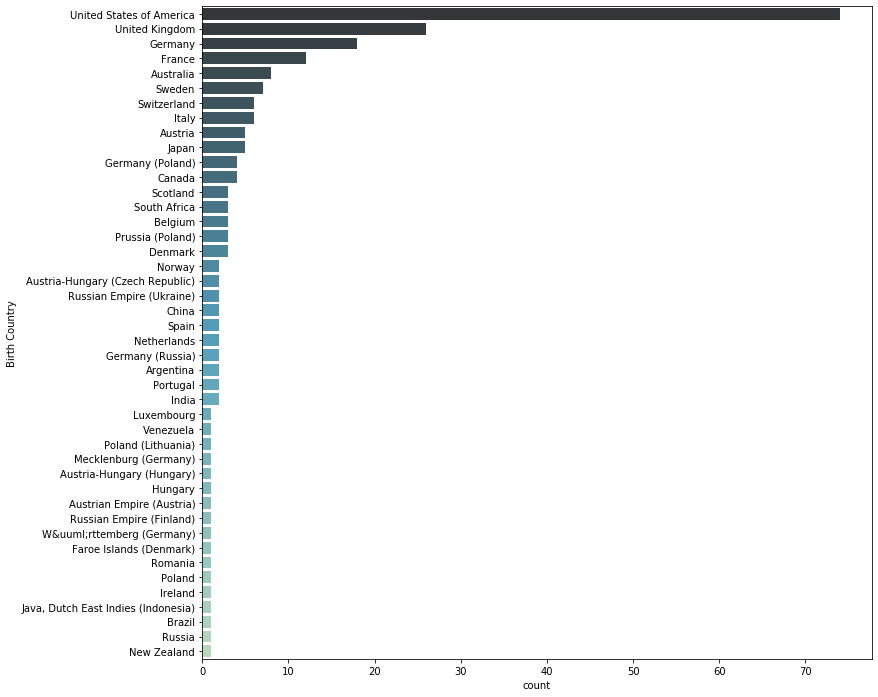 United States of America
United Kingdom
Germany
France
Australia
Sweden
Switzerland
Italy
Austria
Japan
Germany (Poland)
Canada
Scotland
South Africa
Belgium
Prussia (Poland)
Denmark
Norway
Austria-Hungary (Czech Republic)
Russian Empire (Ukraine)
China
Spain
Netherlands
Germany (Russia)
Argentina
Portugal
India
Luxembourg
Venezuela
Poland (Lithuania)
Mecklenburg (Germany)
Austria-Hungary (Hungary)
Hungary
Austrian Empire (Austria)
Russian Empire (Finland)
W&uuml;rttemberg (Germany)
Faroe Islands (Denmark)
Romania
Poland
Ireland
Java, Dutch East Indies (Indonesia)
Brazil
Russia
New Zealand
Birth Country
0 10 20 30 40 50 60 70
count